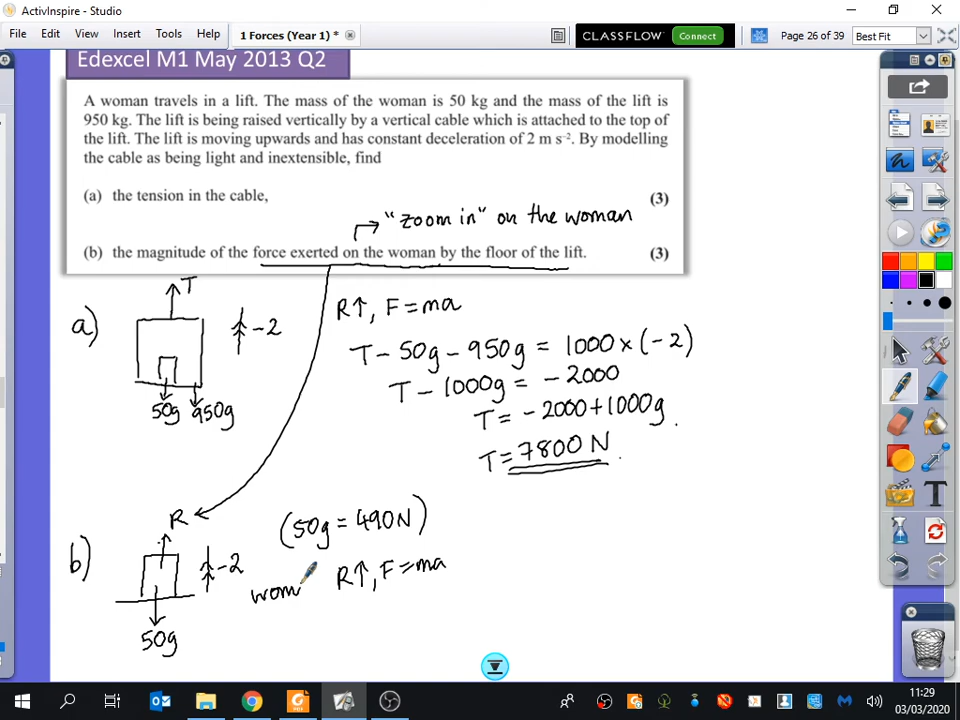 ActivInspire - Studio
File Edit View Insert Tools Help
1 Forces (Year 1) *
CLASSFLOW Connect
Page 26 of 39
Best Fit
Edexcel M1 May 2013 Q2
A woman travels in a lift. The mass of the woman is 50 kg and the mass of the lift is
950 kg. The lift is being raised vertically by a vertical cable which is attached to the top of
the lift. The lift is moving upwards and has constant deceleration of 2 m s⁻². By modelling
the cable as being light and inextensible, find
(a) the tension in the cable,
(3)
"zoom in" on the woman
(b) the magnitude of the force exerted on the woman by the floor of the lift.
(3)
a)
T
-2
50g 950g
R↑, F=ma
T - 50g - 950g = 1000 × (-2)
T - 1000g = -2000
T = -2000 + 1000g
T = 7800 N
b)
R
-2
50g
(50g = 490N)
wom R↑, F=ma
T
11:29
03/03/2020